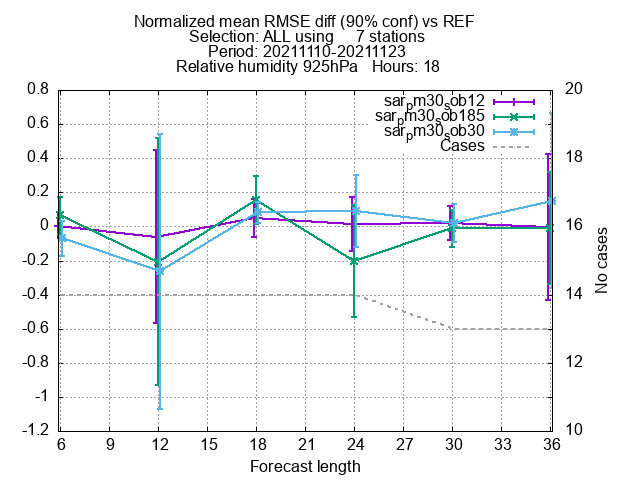 Normalized mean RMSE diff (90% conf) vs REF
Selection: ALL using 7 stations
Period: 20211110-20211123
Relative humidity 925hPa Hours: 18
sarpm30sob12
sarpm30sob185
sarpm30sob30
Cases
0.8
0.6
0.4
0.2
0
-0.2
-0.4
-0.6
-0.8
-1
-1.2
20
18
16
14
12
10
No cases
6 9 12 15 18 21 24 27 30 33 36
Forecast length